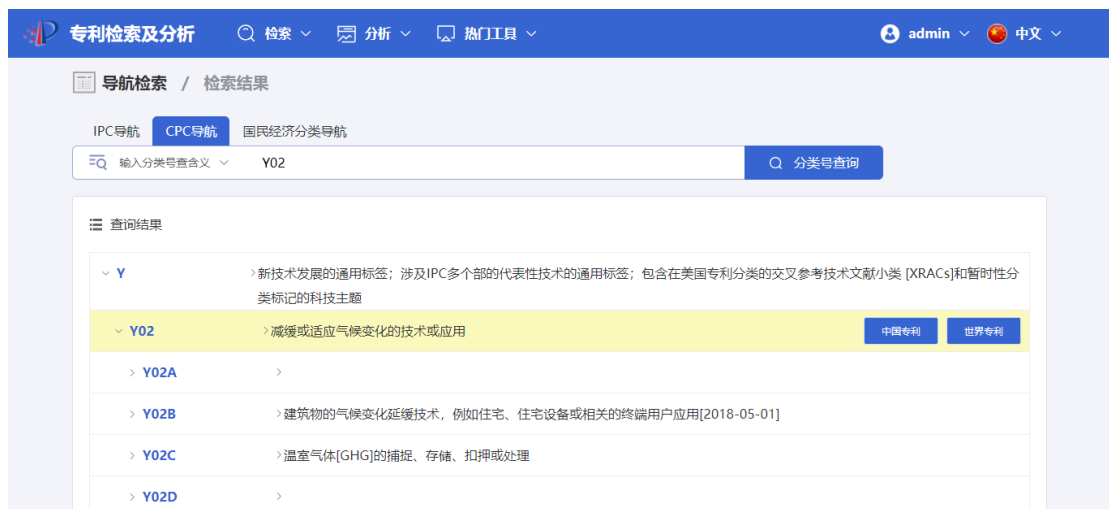 专利检索及分析 检索 分析 热门工具 admin 中文
导航检索 / 检索结果
IPC导航 CPC导航 国民经济分类导航
输入分类号查含义 Y02 分类号查询
查询结果
Y 新技术发展的通用标签；涉及IPC多个部的代表性技术的通用标签；包含在美国专利分类的交叉参考技术文献小类 [XRACs]和暂时性分
类标记的科技主题
Y02 减缓或适应气候变化的技术或应用 中国专利 世界专利
Y02A
Y02B 建筑物的气候变化延缓技术，例如住宅、住宅设备或相关的终端用户应用[2018-05-01]
Y02C 温室气体[GHG]的捕捉、存储、扣押或处理
Y02D